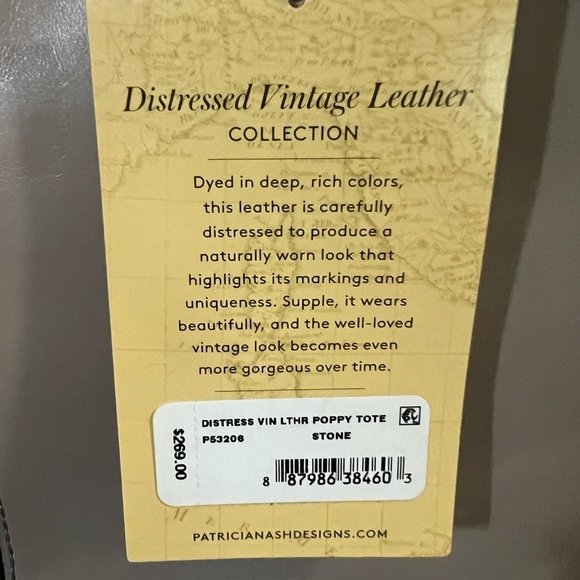 Distressed Vintage Leather
COLLECTION
Dyed in deep, rich colors,
this leather is carefully
distressed to produce a
naturally worn look that
highlights its markings and
uniqueness. Supple, it wears
beautifully, and the well-loved
vintage look becomes even
more gorgeous over time.
$269.00
DISTRESS VIN LTHR POPPY TOTE
P53206 STONE
8 87986 38460 3
PATRICIANASHDESIGNS.COM